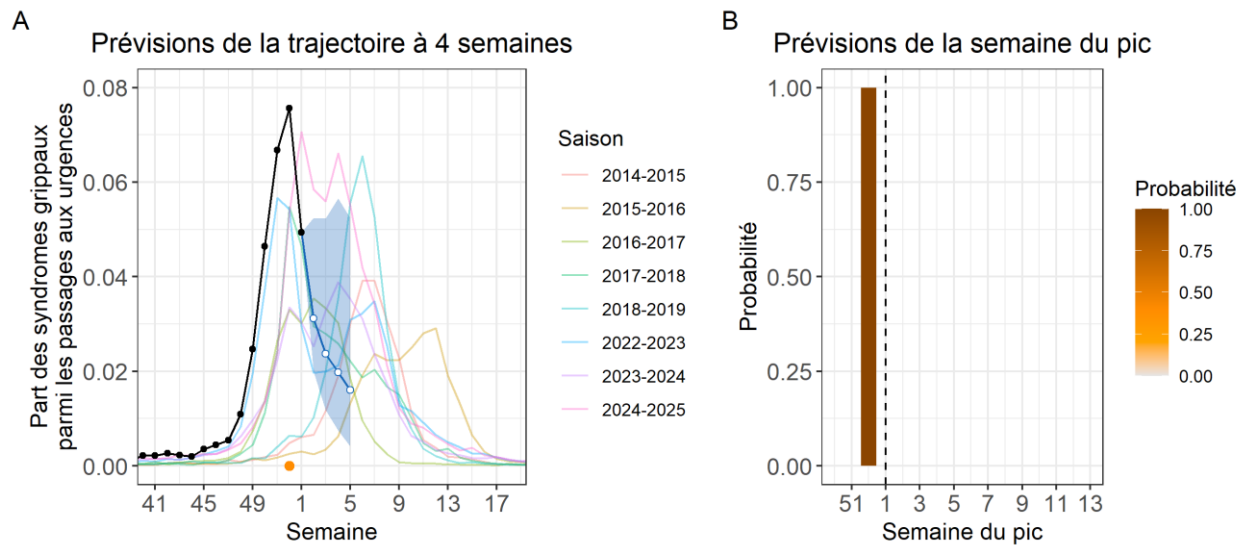 A
Prévisions de la trajectoire à 4 semaines
Part des syndromes grippaux
parmi les passages aux urgences
0.08
0.06
0.04
0.02
0.00
41 45 49 1 5 9 13 17
Semaine
Saison
2014-2015
2015-2016
2016-2017
2017-2018
2018-2019
2022-2023
2023-2024
2024-2025
B
Prévisions de la semaine du pic
Probabilité
1.00
0.75
0.50
0.25
0.00
51 1 3 5 7 9 11 13
Semaine du pic
Probabilité
1.00
0.75
0.50
0.25
0.00